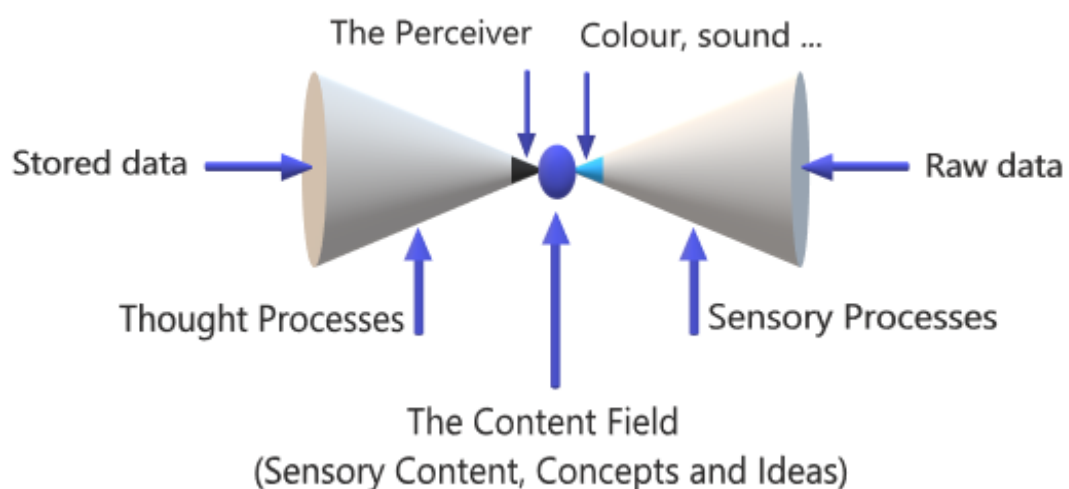 The Perceiver
Colour, sound ...
Stored data
Raw data
Thought Processes
Sensory Processes
The Content Field
(Sensory Content, Concepts and Ideas)